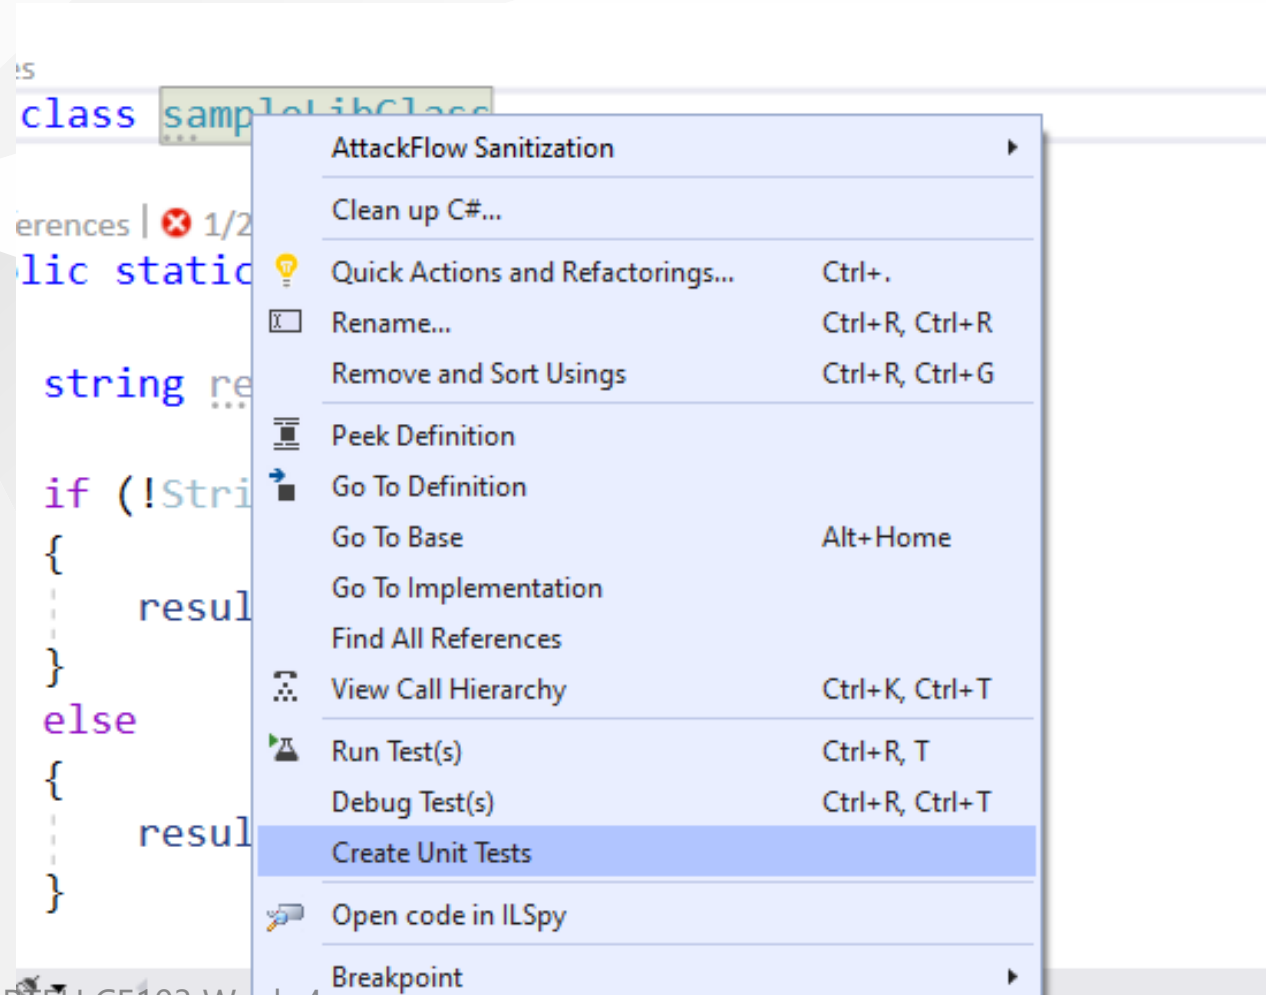 es
class sampleLibClass
AttackFlow Sanitization
Clean up C#...
erences | 1/2
lic static
Quick Actions and Refactorings... Ctrl+.
Rename... Ctrl+R, Ctrl+R
string re
Remove and Sort Usings Ctrl+R, Ctrl+G
Peek Definition
if (!Stri
Go To Definition
{
Go To Base Alt+Home
resul
Go To Implementation
}
Find All References
View Call Hierarchy Ctrl+K, Ctrl+T
else
Run Test(s) Ctrl+R, T
{
Debug Test(s) Ctrl+R, Ctrl+T
resul
Create Unit Tests
}
Open code in ILSpy
Breakpoint